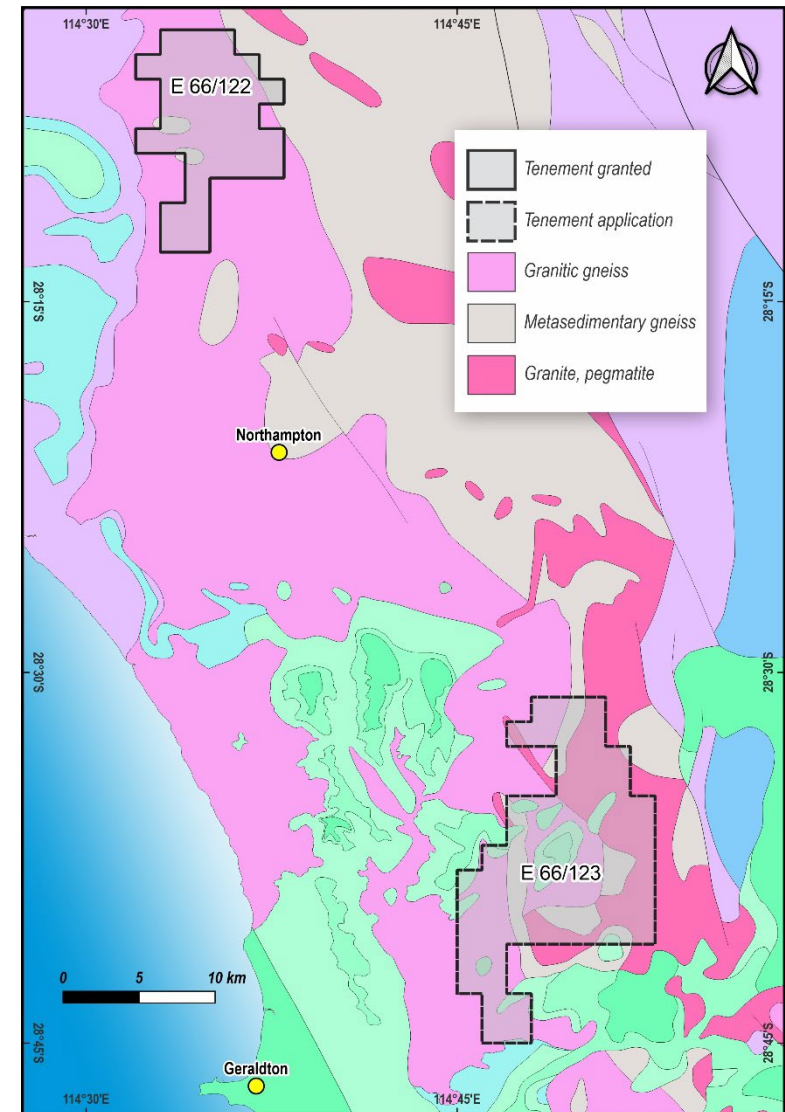 114°30'E
114°45'E
E 66/122
Tenement granted
Tenement application
Granitic gneiss
Metasedimentary gneiss
Granite, pegmatite
28°15'S
28°15'S
Northampton
28°30'S
28°30'S
E 66/123
0 5 10 km
28°45'S
28°45'S
Geraldton
114°30'E
114°45'E